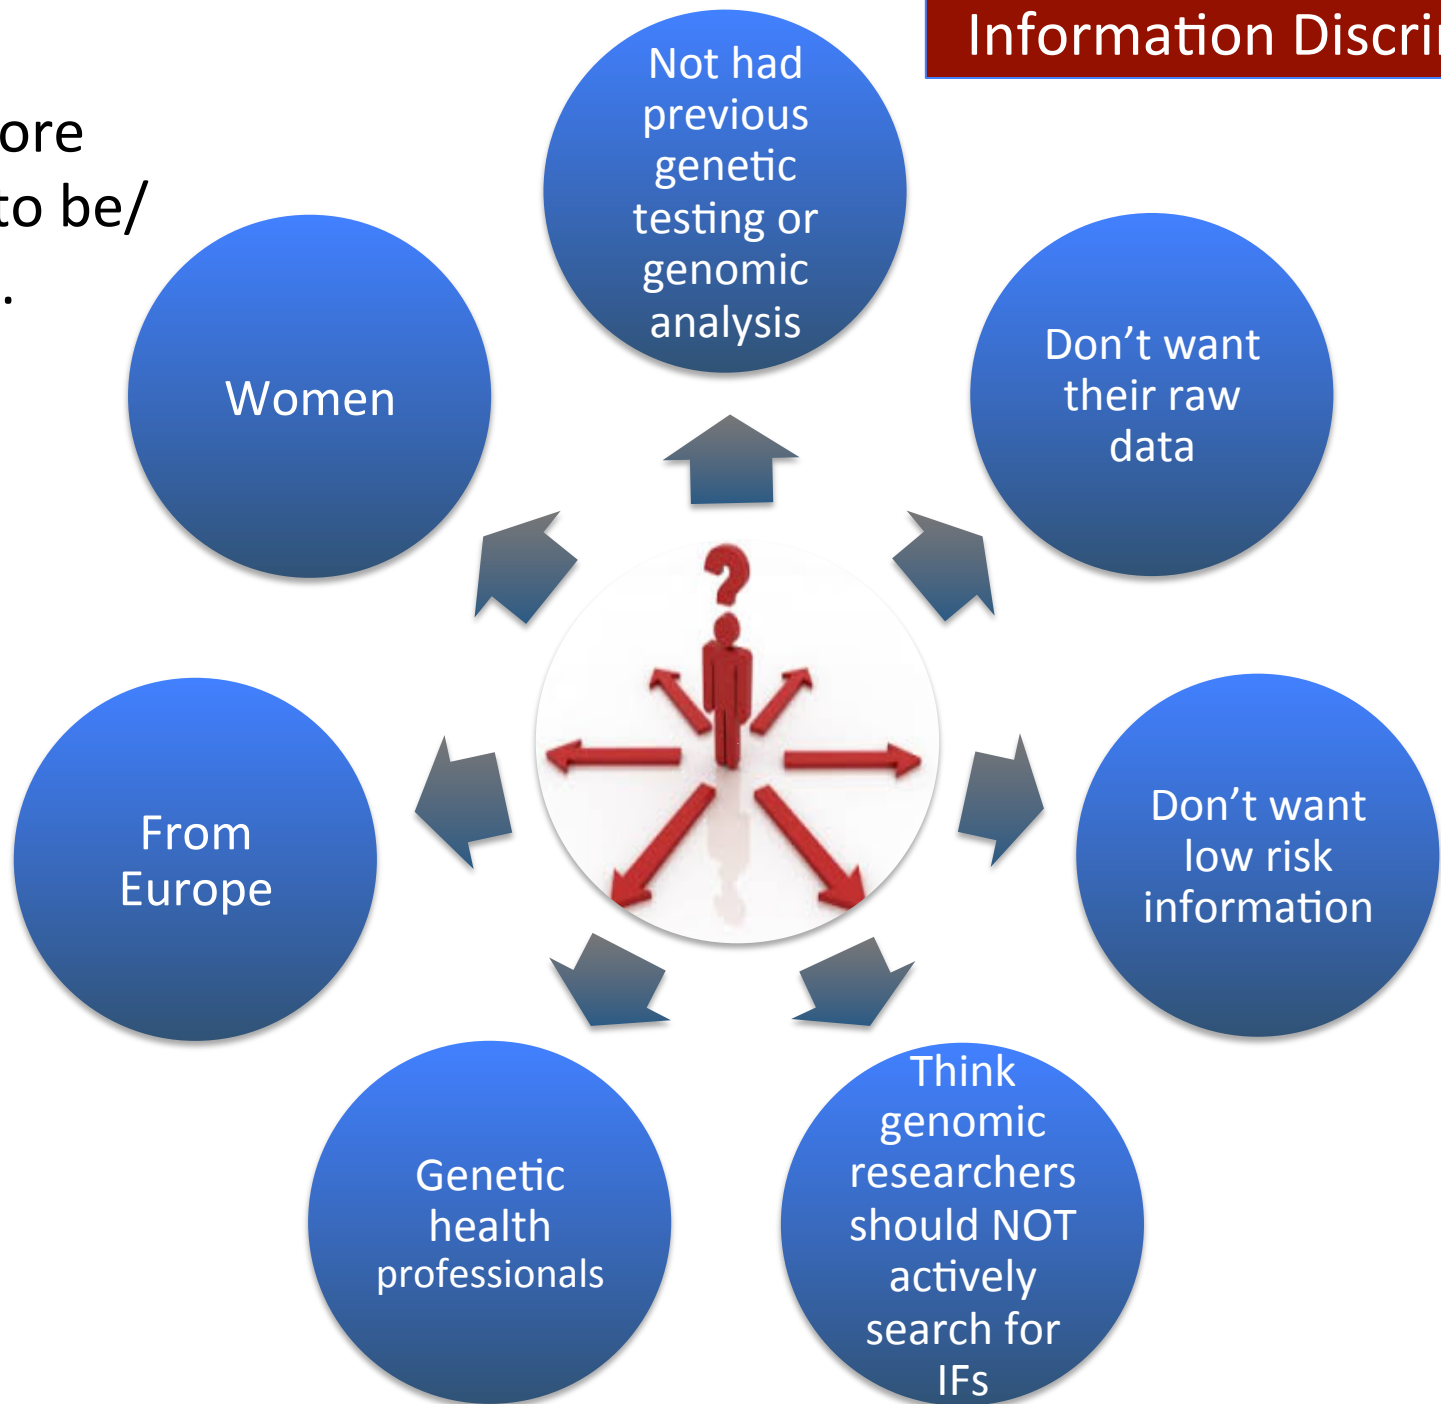 Information Discri
ore
to be/
.
Not had
previous
genetic
testing or
genomic
analysis
Don’t want
their raw
data
Don’t want
low risk
information
Think
genomic
researchers
should NOT
actively
search for
IFs
Genetic
health
professionals
From
Europe
Women
?